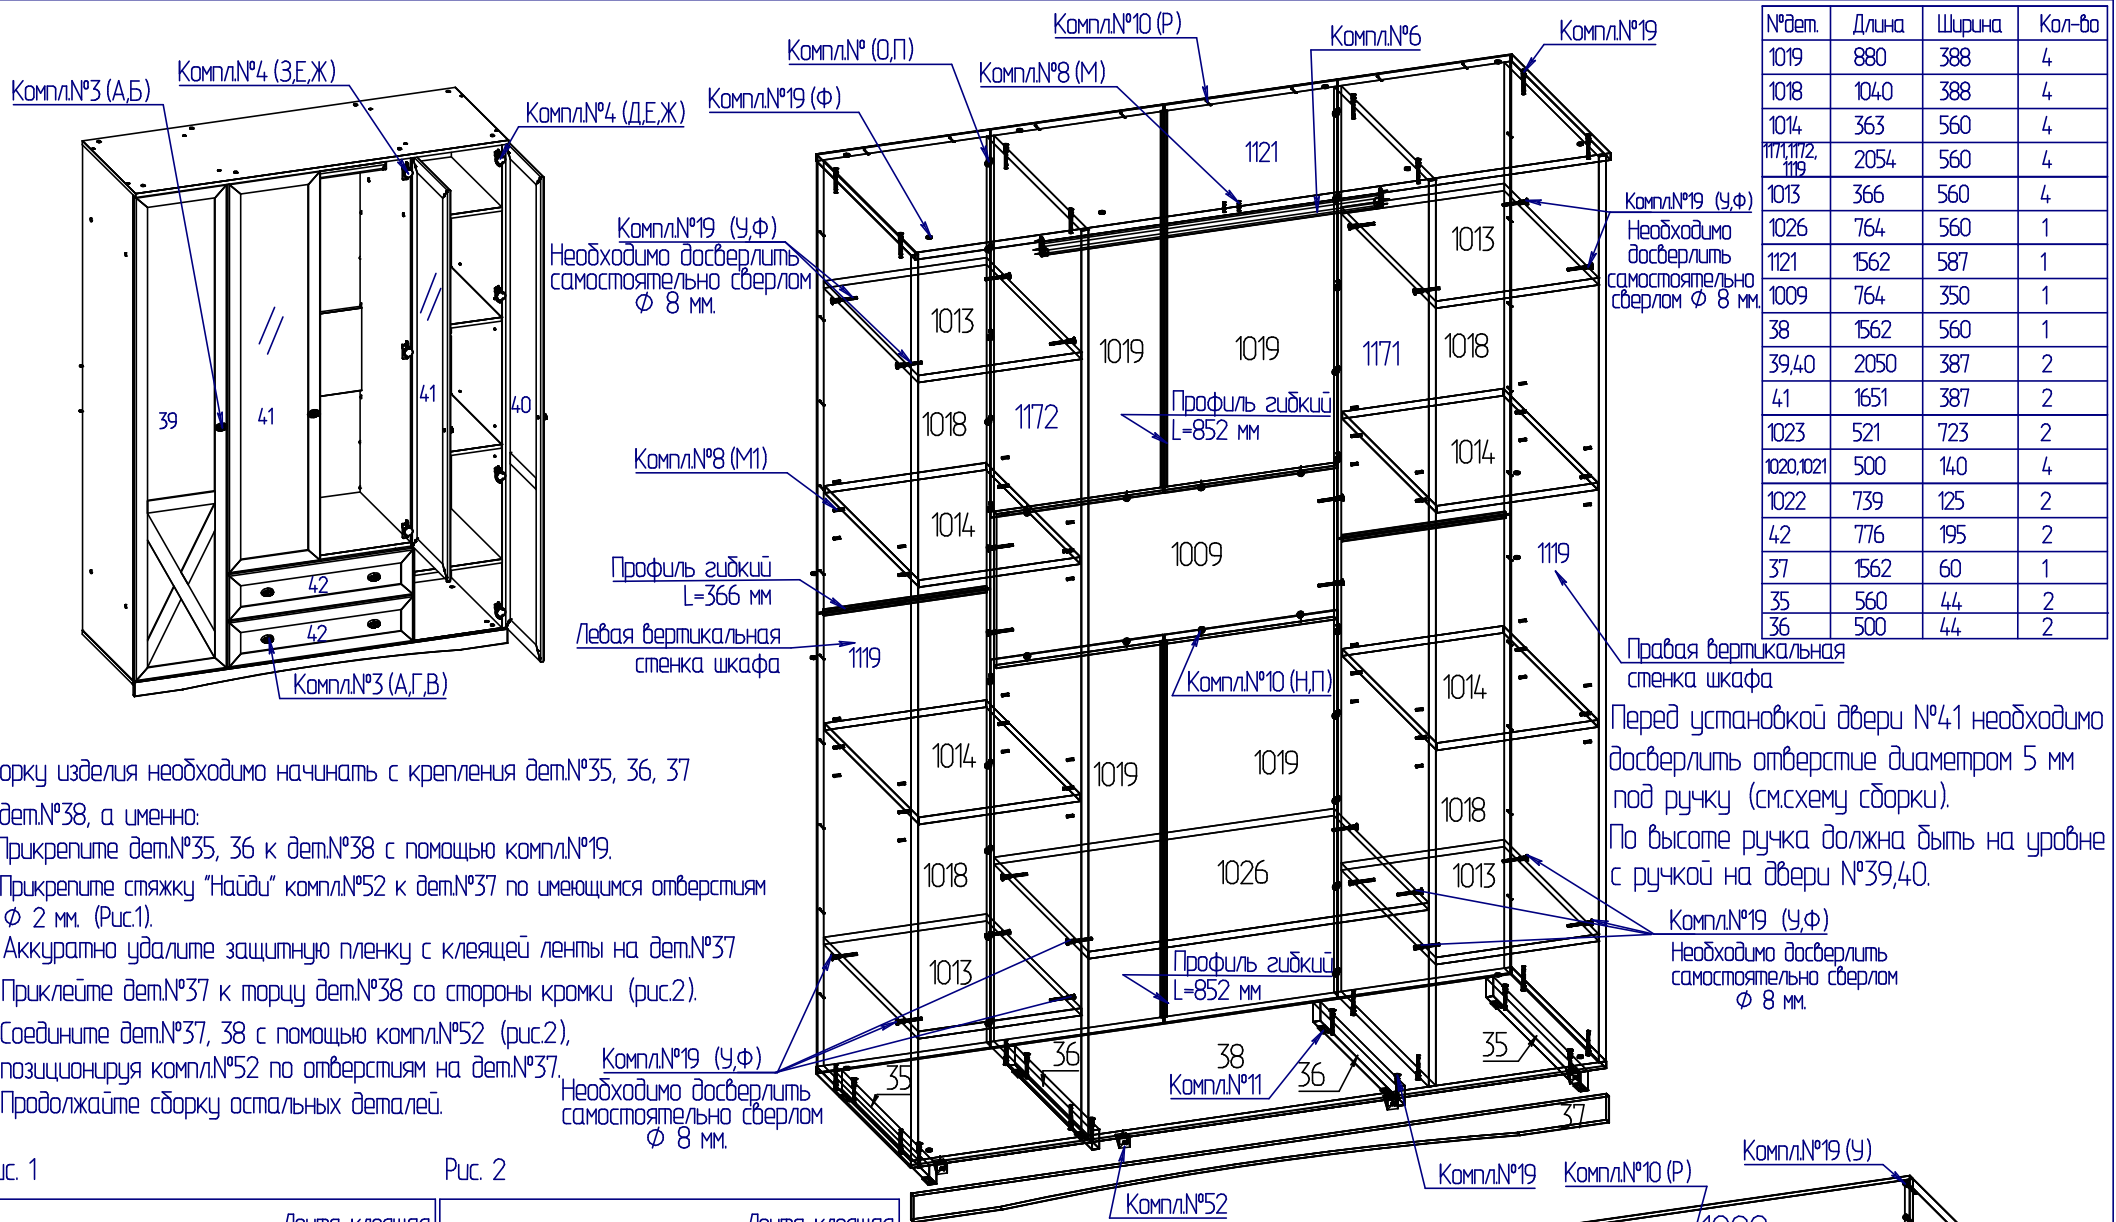 Компл.№3 (А,Б)
Компл.№4 (З,Е,Ж)
Компл.№4 (Д,Е,Ж)
39
41
41
40
42
42
Компл.№3 (А,Г,В)
Компл.№10 (Р)
Компл.№ (О,П)
Компл.№6
Компл.№19
Компл.№8 (М)
Компл.№19 (Ф)
1121
Компл.№19 (У,Ф)
Необходимо досверлить
самостоятельно сверлом
Ф 8 мм.
Компл.№19 (У,Ф)
Необходимо
досверлить
самостоятельно
сверлом Ф 8 мм.
1013
1013
1019
1019
1171
1018
Профиль гибкий
L=852 мм
1018
1172
1014
Компл.№8 (М1)
1014
1009
1119
Профиль гибкий
L=366 мм
Левая вертикальная
стенка шкафа
1119
Правая вертикальная
стенка шкафа
Компл.№10 (Н,П)
1014
1014
1019
1019
1018
1018
1026
1013
1013
Профиль гибкий
L=852 мм
Компл.№19 (У,Ф)
Необходимо досверлить
самостоятельно сверлом
Ф 8 мм.
Компл.№19 (У,Ф)
Необходимо досверлить
самостоятельно сверлом
Ф 8 мм.
35
36
38
36
35
Компл.№11
37
Компл.№19
Компл.№52
№дет. Длина Ширина Кол-во
1019 880 388 4
1018 1040 388 4
1014 363 560 4
1171,1172,
1119 2054 560 4
1013 366 560 4
1026 764 560 1
1121 1562 587 1
1009 764 350 1
38 1562 560 1
39,40 2050 387 2
41 1651 387 2
1023 521 723 2
1020,1021 500 140 4
1022 739 125 2
42 776 195 2
37 1562 60 1
35 560 44 2
36 500 44 2
Перед установкой двери №41 необходимо
досверлить отверстие диаметром 5 мм
под ручку (см.схему сборки).
По высоте ручка должна быть на уровне
с ручкой на двери №39,40.
орку изделия необходимо начинать с крепления дет.№35, 36, 37
дет.№38, а именно:
Прикрепите дет.№35, 36 к дет.№38 с помощью компл.№19.
Прикрепите стяжку "Найди" компл.№52 к дет.№37 по имеющимся отверстиям
Ф 2 мм. (Рис.1).
Аккуратно удалите защитную пленку с клеящей ленты на дет.№37
Приклейте дет.№37 к торцу дет.№38 со стороны кромки (рис.2).
Соедините дет.№37, 38 с помощью компл.№52 (рис.2),
позиционируя компл.№52 по отверстиям на дет.№37.
Продолжайте сборку остальных деталей.
ис. 1
Рис. 2
Лента клеящая
Лента клеящая
Компл.№10 (Р)
Компл.№19 (У)